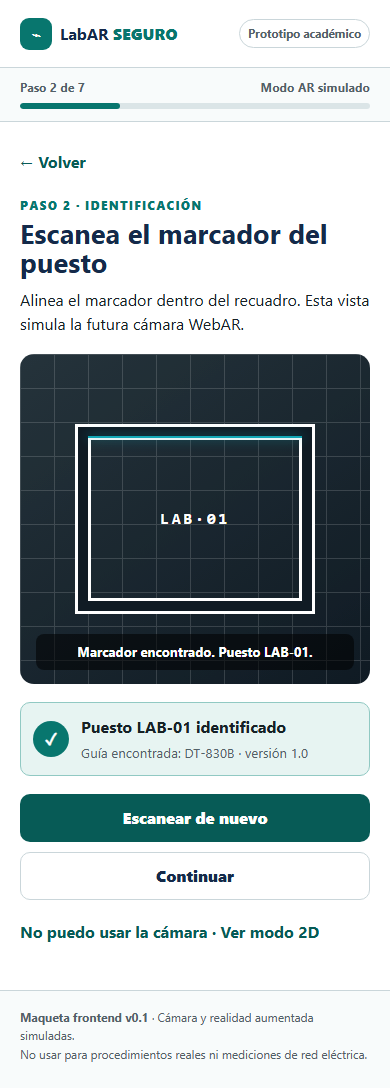 LabAR SEGURO
Prototipo académico
Paso 2 de 7
Modo AR simulado
← Volver
PASO 2 · IDENTIFICACIÓN
Escanea el marcador del
puesto
Alinea el marcador dentro del recuadro. Esta vista
simula la futura cámara WebAR.
LAB·01
Marcador encontrado. Puesto LAB-01.
Puesto LAB-01 identificado
Guía encontrada: DT-830B · versión 1.0
Escanear de nuevo
Continuar
No puedo usar la cámara · Ver modo 2D
Maqueta frontend v0.1 · Cámara y realidad aumentada
simuladas.
No usar para procedimientos reales ni mediciones de red eléctrica.